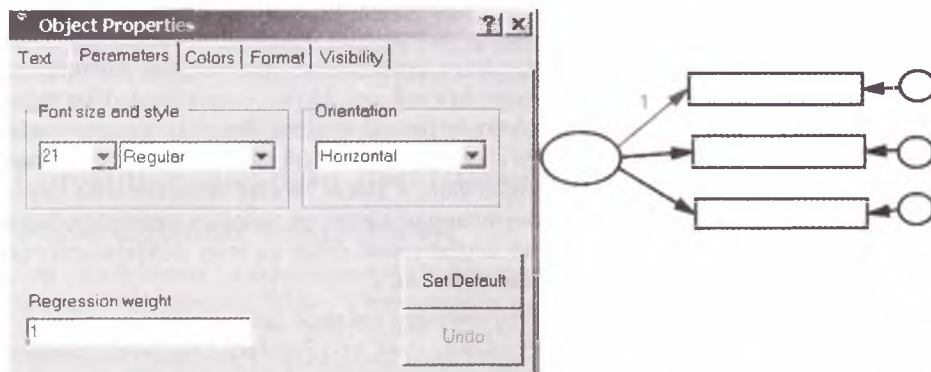 Object Properties ? ×
Text Parameters Colors Format Visibility
Font size and style Orientation
21 Regular Horizontal
1
Set Default
Regression weight
1
Undo